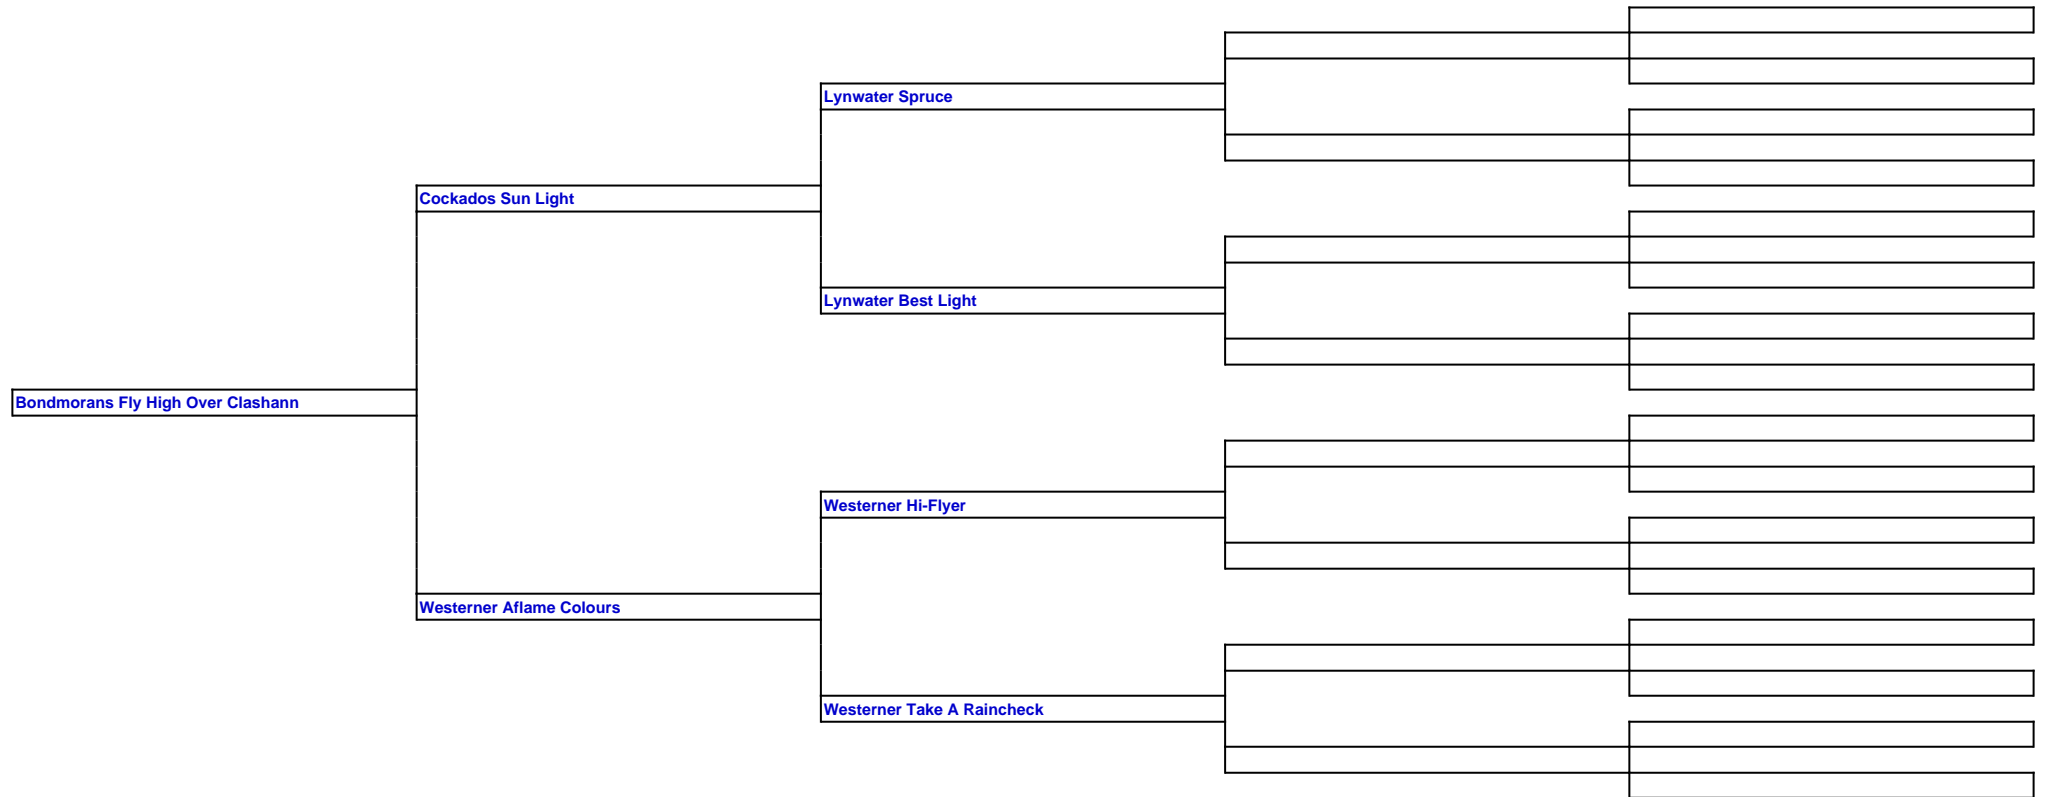 Lynwater Spruce
Cockados Sun Light
Lynwater Best Light
Bondmorans Fly High Over Clashann
Westerner Hi-Flyer
Westerner Aflame Colours
Westerner Take A Raincheck